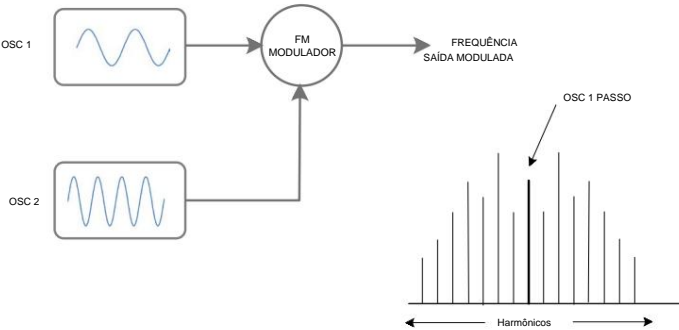 OSC 1
FM
MODULADOR
FREQUÊNCIA
SAÍDA MODULADA
OSC 1 PASSO
OSC 2
Harmônicos